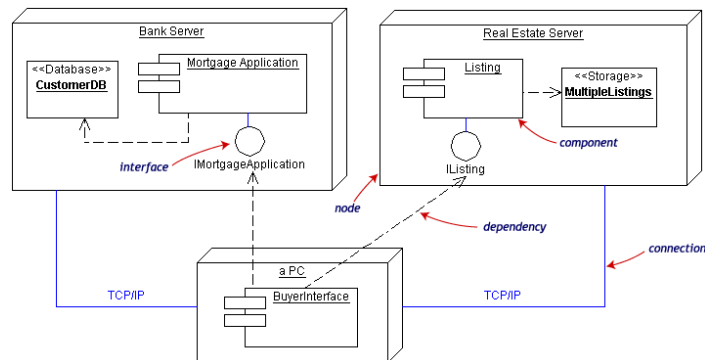 Bank Server
Real Estate Server
<<Database>>
CustomerDB
Mortgage Application
Listing
<<Storage>>
MultipleListings
interface
IMortgageApplication
IListing
component
node
dependency
connection
a PC
TCP/IP
BuyerInterface
TCP/IP